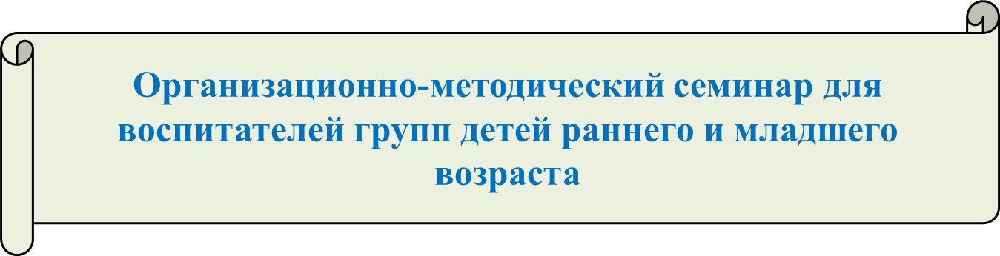 Организационно-методический семинар для
воспитателей групп детей раннего и младшего
возраста